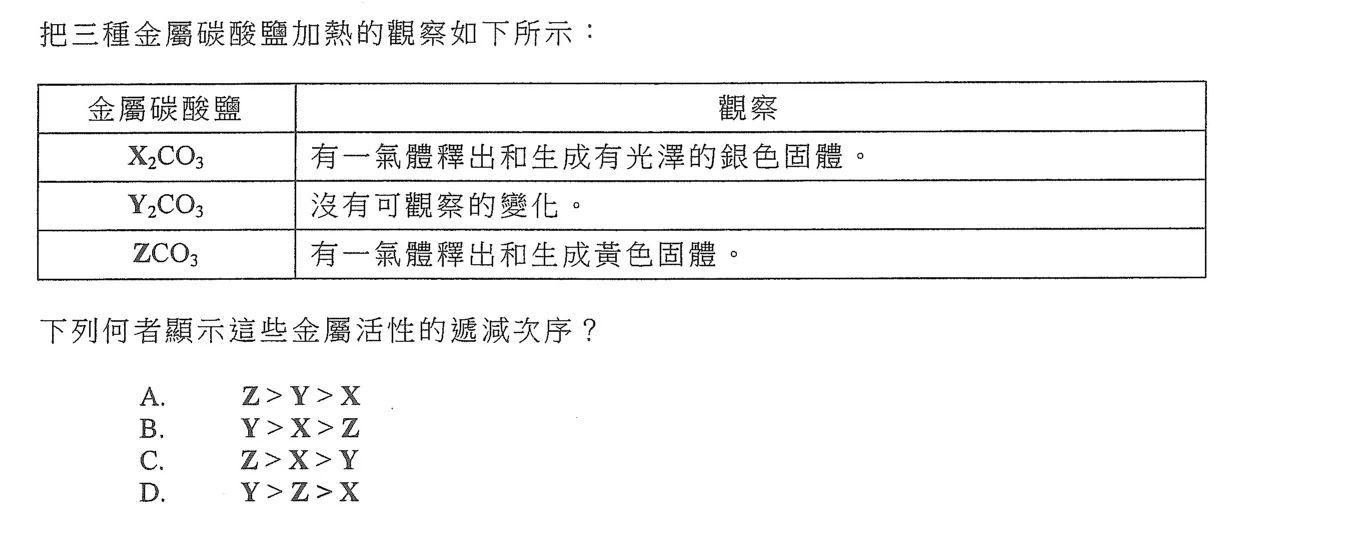 把三種金屬碳酸鹽加熱的觀察如下所示：
金屬碳酸鹽 觀察
X₂CO₃ 有一氣體釋出和生成有光澤的銀色固體。
Y₂CO₃ 沒有可觀察的變化。
ZCO₃ 有一氣體釋出和生成黃色固體。
下列何者顯示這些金屬活性的遞減次序？
A. Z > Y > X
B. Y > X > Z
C. Z > X > Y
D. Y > Z > X